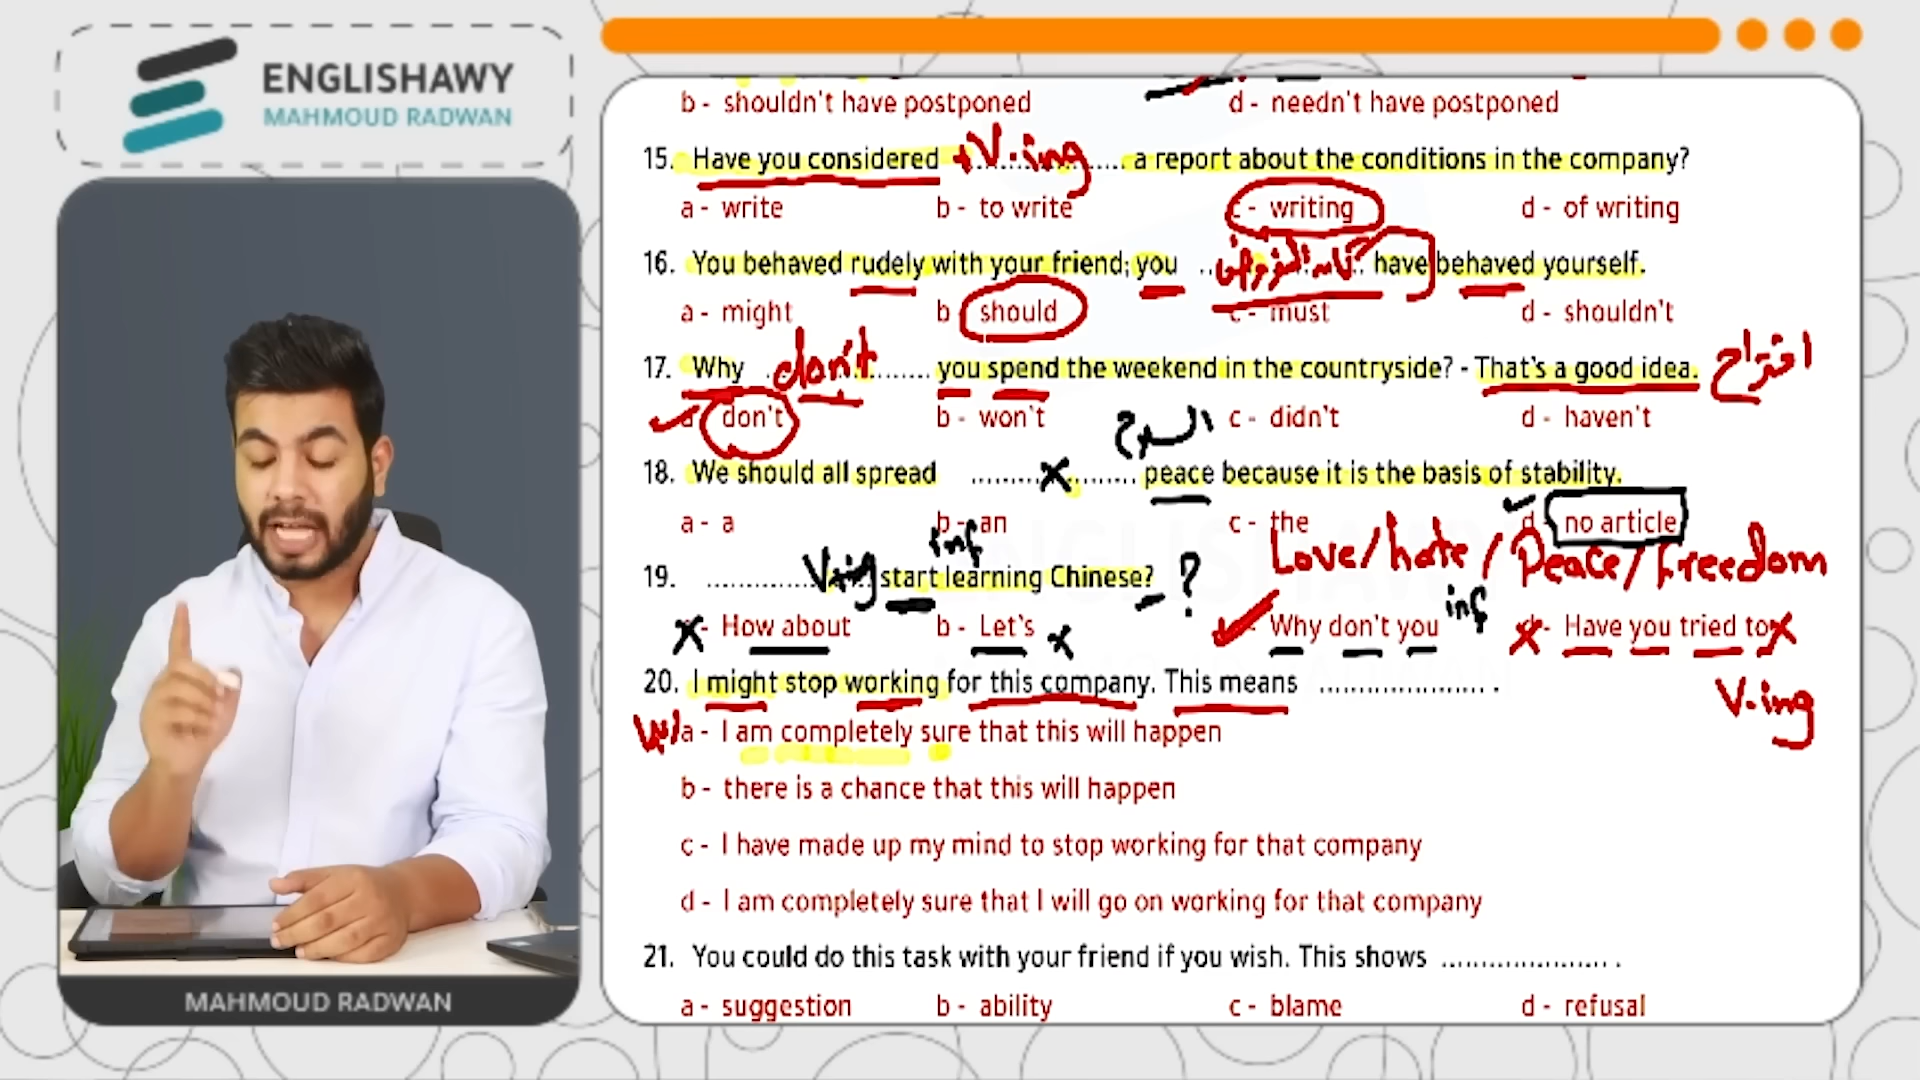 ENGLISHAWY
MAHMOUD RADWAN
b - shouldn't have postponed d - needn't have postponed
15. Have you considered +V-ing ............ a report about the conditions in the company?
a - write b - to write c - writing d - of writing
16. You behaved rudely with your friend; you ............ have behaved yourself.
a - might b should c - must d - shouldn't
17. Why don't ............ you spend the weekend in the countryside? - That's a good idea. اقتراح
a don't b - won't c - didn't d - haven't
السلام
18. We should all spread ............ x ............ peace because it is the basis of stability.
a - a b - an c - the d no article
Love/hate/Peace/freedom
inf
19. ............ V-ing start learning Chinese? ?
inf
x - How about b - Let's x Why don't you x - Have you tried to x
V-ing
20. I might stop working for this company. This means ..................... .
a - I am completely sure that this will happen
b - there is a chance that this will happen
c - I have made up my mind to stop working for that company
d - I am completely sure that I will go on working for that company
21. You could do this task with your friend if you wish. This shows ..................... .
a - suggestion b - ability c - blame d - refusal
MAHMOUD RADWAN